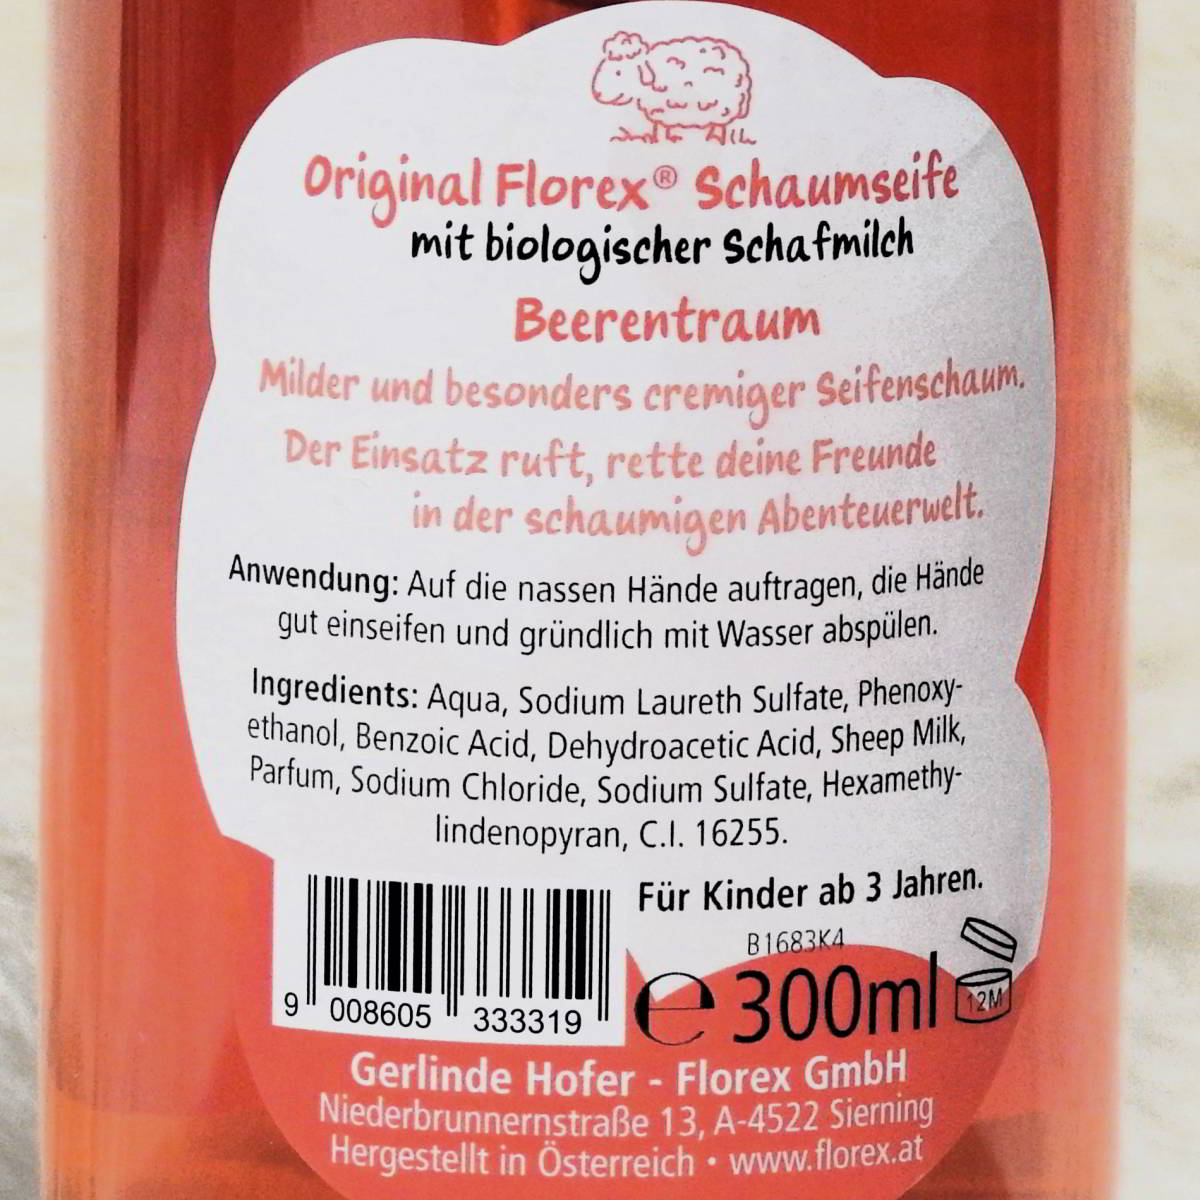 Original Florex® Schaumseife
mit biologischer Schafmilch
Beerentraum
Milder und besonders cremiger Seifenschaum.
Der Einsatz ruft, rette deine Freunde
in der schaumigen Abenteuerwelt.
Anwendung: Auf die nassen Hände auftragen, die Hände
gut einseifen und gründlich mit Wasser abspülen.
Ingredients: Aqua, Sodium Laureth Sulfate, Phenoxy-
ethanol, Benzoic Acid, Dehydroacetic Acid, Sheep Milk,
Parfum, Sodium Chloride, Sodium Sulfate, Hexamethy-
lindenopyran, C.I. 16255.
Für Kinder ab 3 Jahren.
B1683K4
℮ 300ml 12M
9 008605 333319
Gerlinde Hofer - Florex GmbH
Niederbrunnernstraße 13, A-4522 Sierning
Hergestellt in Österreich • www.florex.at